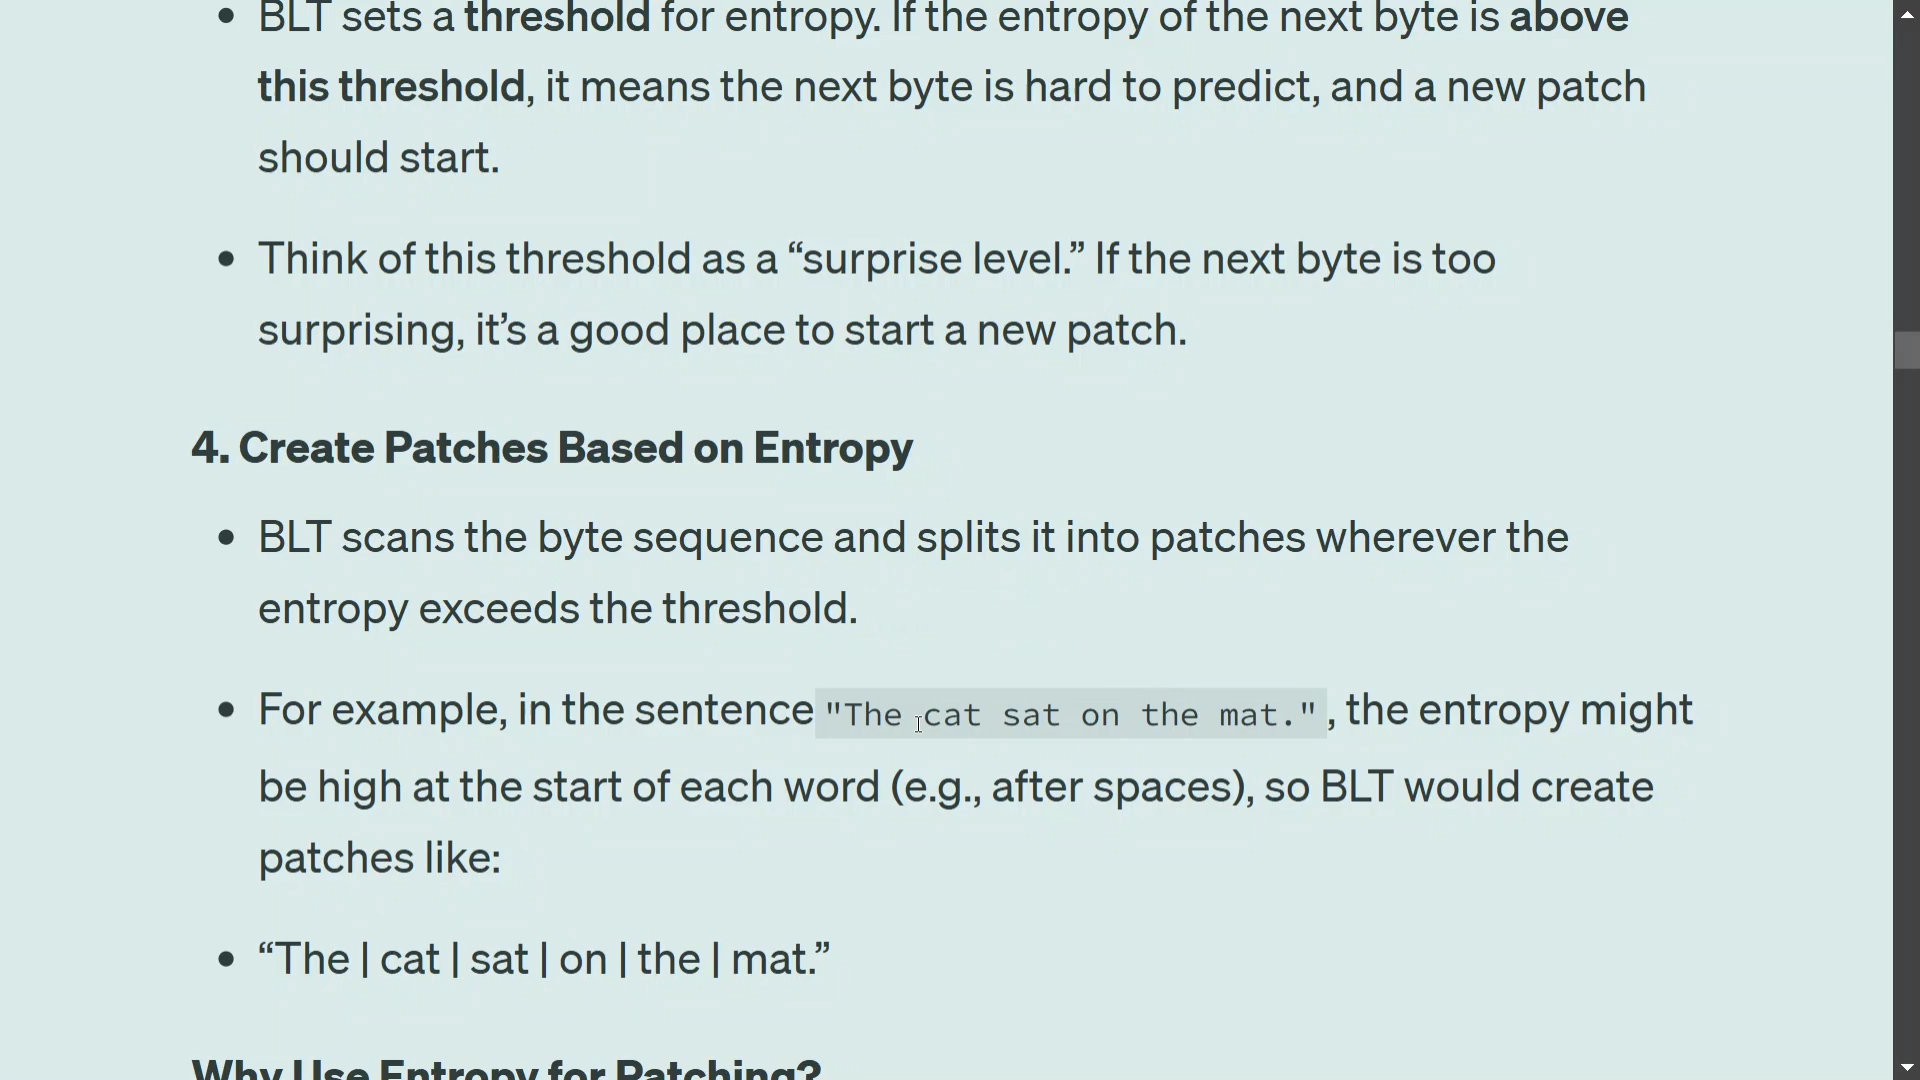 BLT sets a threshold for entropy. If the entropy of the next byte is above
this threshold, it means the next byte is hard to predict, and a new patch
should start.
Think of this threshold as a “surprise level.” If the next byte is too
surprising, it’s a good place to start a new patch.
4. Create Patches Based on Entropy
BLT scans the byte sequence and splits it into patches wherever the
entropy exceeds the threshold.
For example, in the sentence "The cat sat on the mat.", the entropy might
be high at the start of each word (e.g., after spaces), so BLT would create
patches like:
“The | cat | sat | on | the | mat.”
Why Use Entropy for Patching?